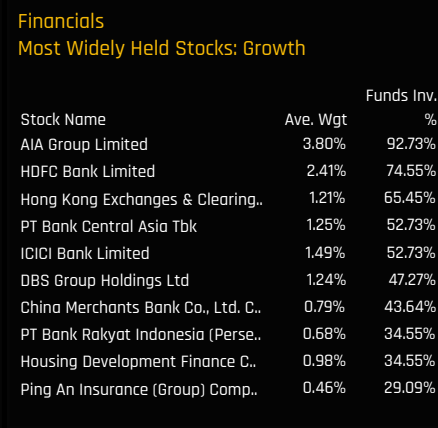 Financials
Most Widely Held Stocks: Growth
Funds Inv.
Stock Name Ave. Wgt %
AIA Group Limited 3.80% 92.73%
HDFC Bank Limited 2.41% 74.55%
Hong Kong Exchanges & Clearing.. 1.21% 65.45%
PT Bank Central Asia Tbk 1.25% 52.73%
ICICI Bank Limited 1.49% 52.73%
DBS Group Holdings Ltd 1.24% 47.27%
China Merchants Bank Co., Ltd. C.. 0.79% 43.64%
PT Bank Rakyat Indonesia (Perse.. 0.68% 34.55%
Housing Development Finance C.. 0.98% 34.55%
Ping An Insurance (Group) Comp.. 0.46% 29.09%